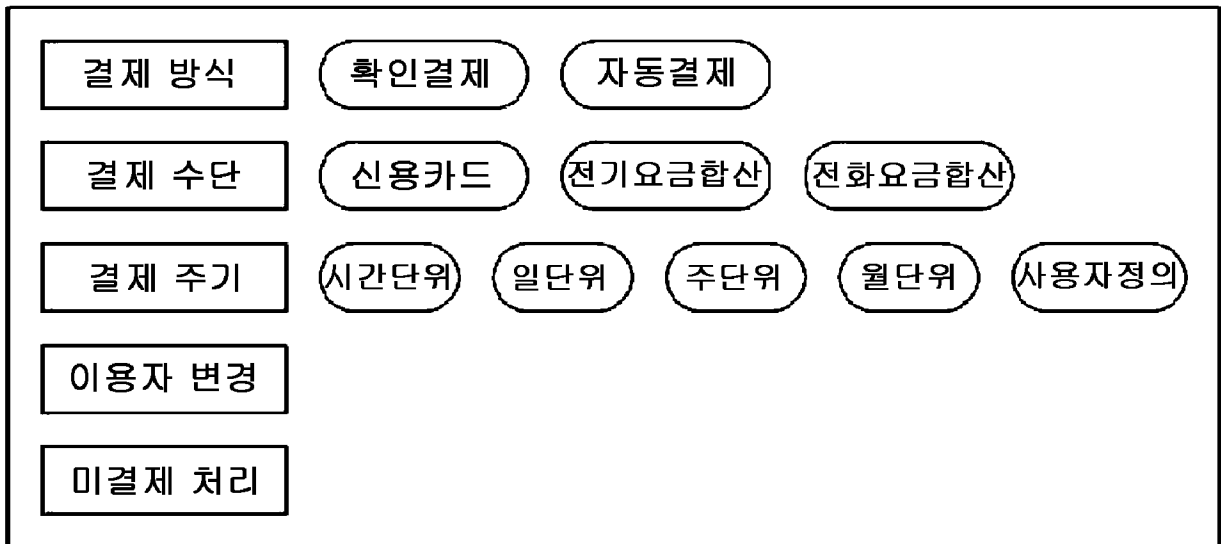 결제 방식 확인결제 자동결제
결제 수단 신용카드 전기요금합산 전화요금합산
결제 주기 시간단위 일단위 주단위 월단위 사용자정의
이용자 변경
미결제 처리